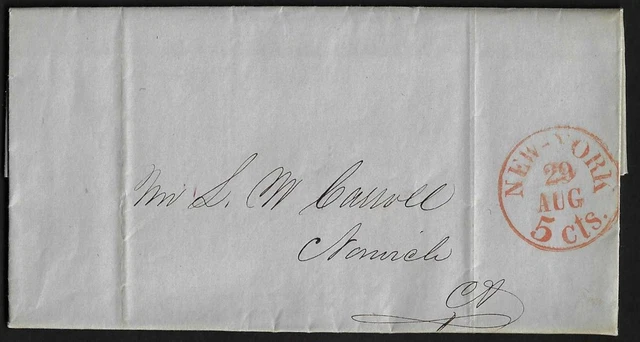 Mr L. W Carroll
Norwich
Ct
NEW-YORK
29
AUG
5 cts.